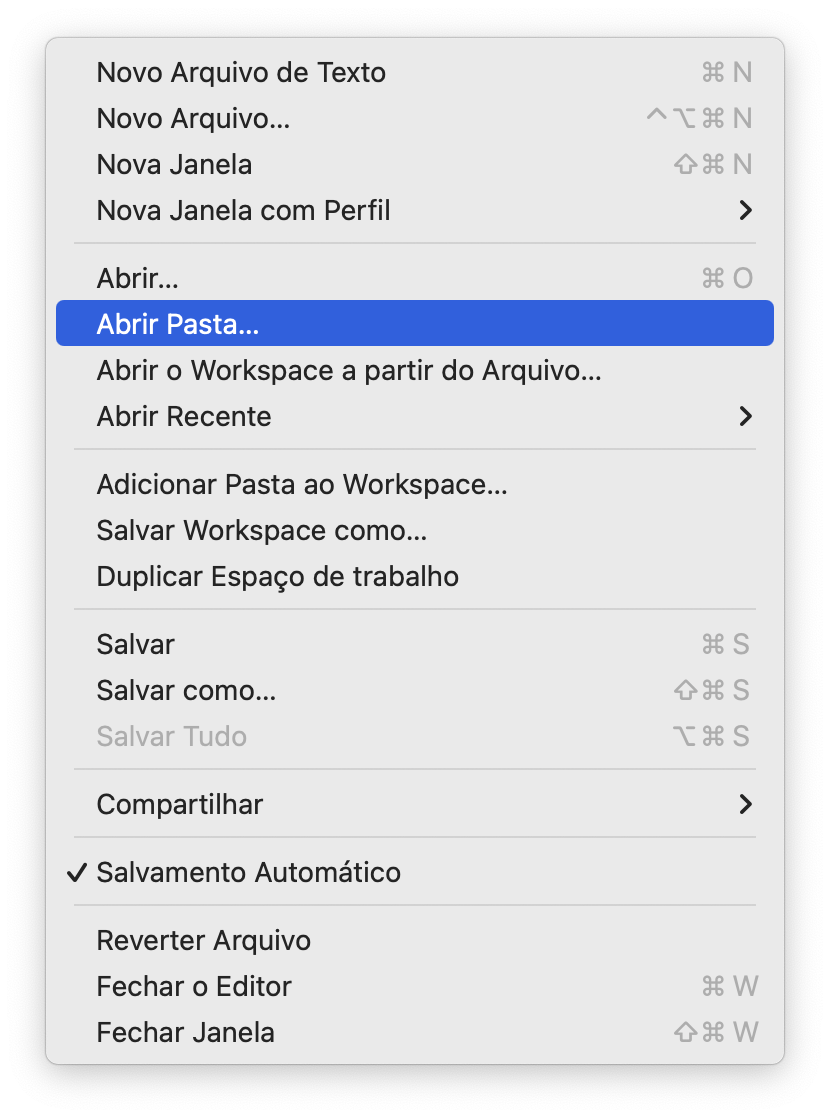 Novo Arquivo de Texto ⌘ N
Novo Arquivo... ^⌥⌘ N
Nova Janela ⇧⌘ N
Nova Janela com Perfil
Abrir... ⌘ O
Abrir Pasta...
Abrir o Workspace a partir do Arquivo...
Abrir Recente
Adicionar Pasta ao Workspace...
Salvar Workspace como...
Duplicar Espaço de trabalho
Salvar ⌘ S
Salvar como... ⇧⌘ S
Salvar Tudo ⌥⌘ S
Compartilhar
✓ Salvamento Automático
Reverter Arquivo
Fechar o Editor ⌘ W
Fechar Janela ⇧⌘ W